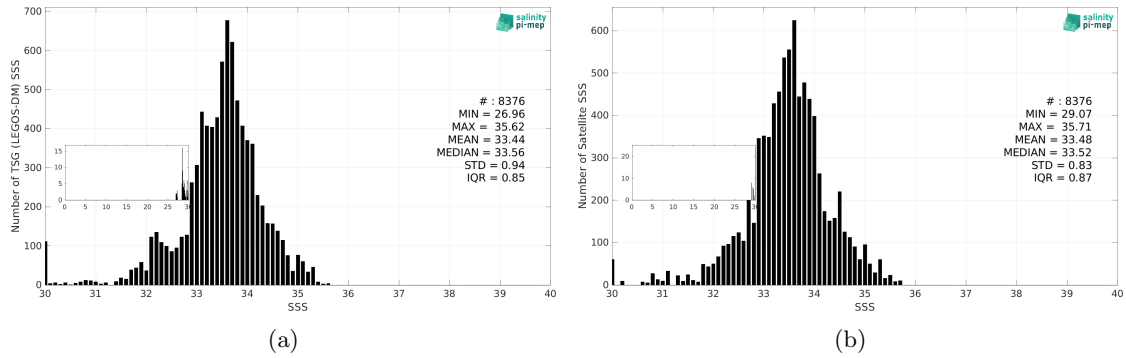 salinity
pi-mep
Number of TSG (LEGOS-DM) SSS
700
600
500
400
300
200
100
0
# : 8376
MIN = 26.96
MAX = 35.62
MEAN = 33.44
MEDIAN = 33.56
STD = 0.94
IQR = 0.85
15
10
5
0
0 5 10 15 20 25 30
30 31 32 33 34 35 36 37 38 39 40
SSS
(a)
salinity
pi-mep
Number of Satellite SSS
600
500
400
300
200
100
0
# : 8376
MIN = 29.07
MAX = 35.71
MEAN = 33.48
MEDIAN = 33.52
STD = 0.83
IQR = 0.87
20
10
0
0 5 10 15 20 25 30
30 31 32 33 34 35 36 37 38 39 40
SSS
(b)